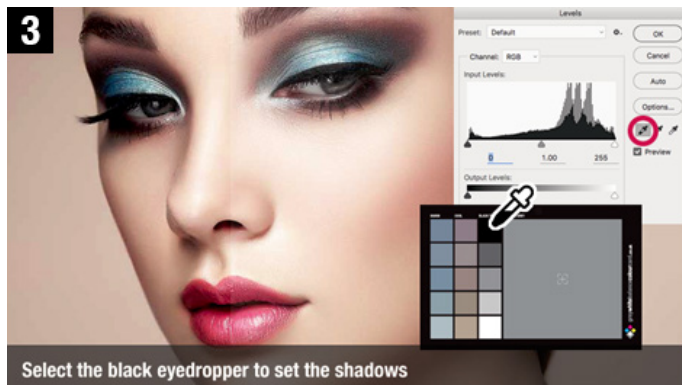 3
Levels
Preset: Default
OK
Channel: RGB
Cancel
Input Levels:
Auto
Options...
Preview
0 1.00 255
Output Levels:
Select the black eyedropper to set the shadows